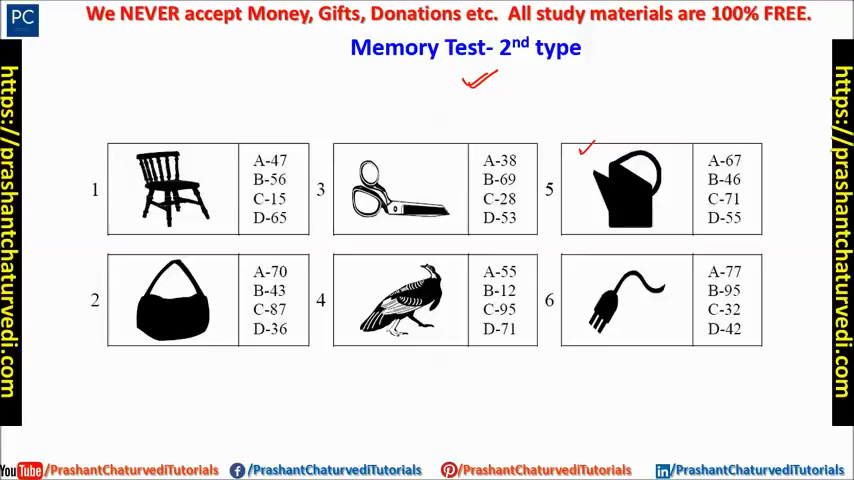 PC
We NEVER accept Money, Gifts, Donations etc. All study materials are 100% FREE.
Memory Test- 2nd type
https://prashantchaturvedi.com
1
A-47
B-56
C-15
D-65
3
A-38
B-69
C-28
D-53
5
A-67
B-46
C-71
D-55
2
A-70
B-43
C-87
D-36
4
A-55
B-12
C-95
D-71
6
A-77
B-95
C-32
D-42
https://prashantchaturvedi.com
YouTube/PrashantChaturvediTutorials
f/PrashantChaturvediTutorials
/PrashantChaturvediTutorials
in/PrashantChaturvediTutorials